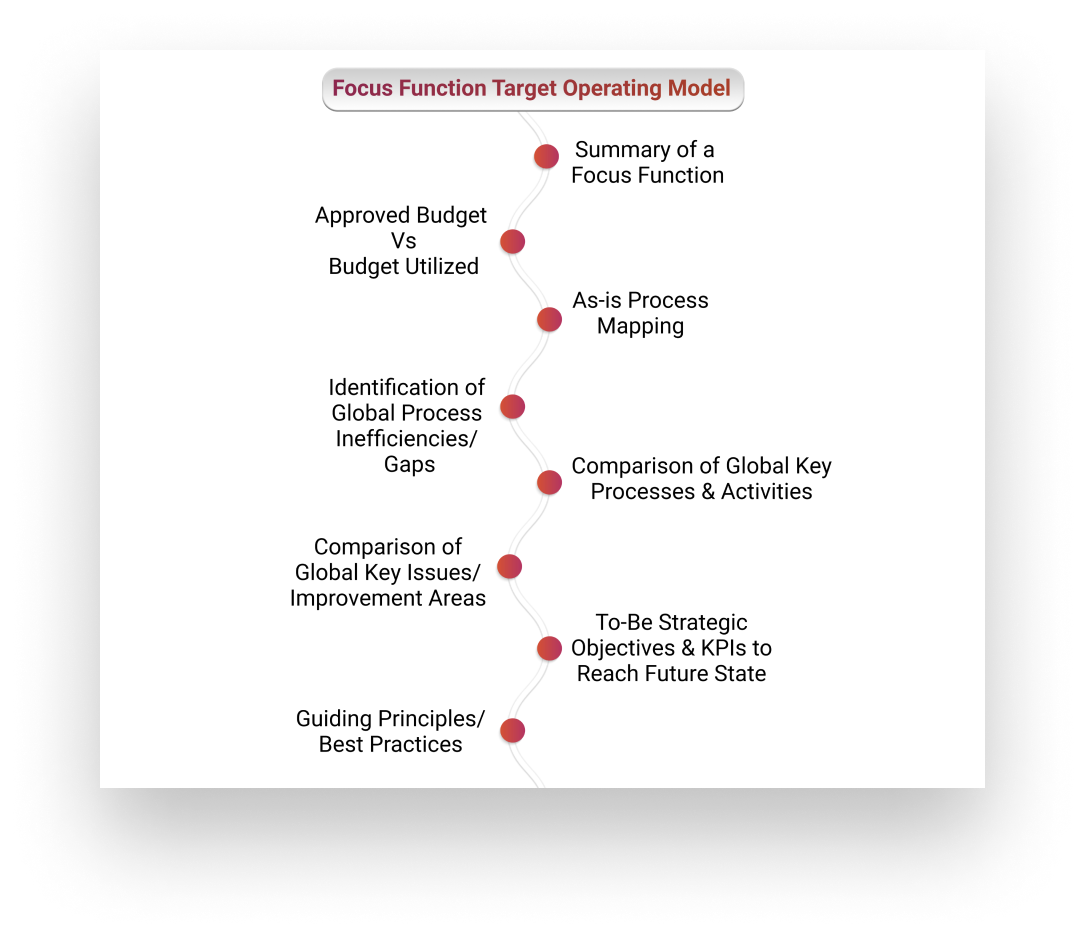 Focus Function Target Operating Model
Summary of a
Focus Function
Approved Budget
Vs
Budget Utilized
As-is Process
Mapping
Identification of
Global Process
Inefficiencies/
Gaps
Comparison of Global Key
Processes & Activities
Comparison of
Global Key Issues/
Improvement Areas
To-Be Strategic
Objectives & KPIs to
Reach Future State
Guiding Principles/
Best Practices